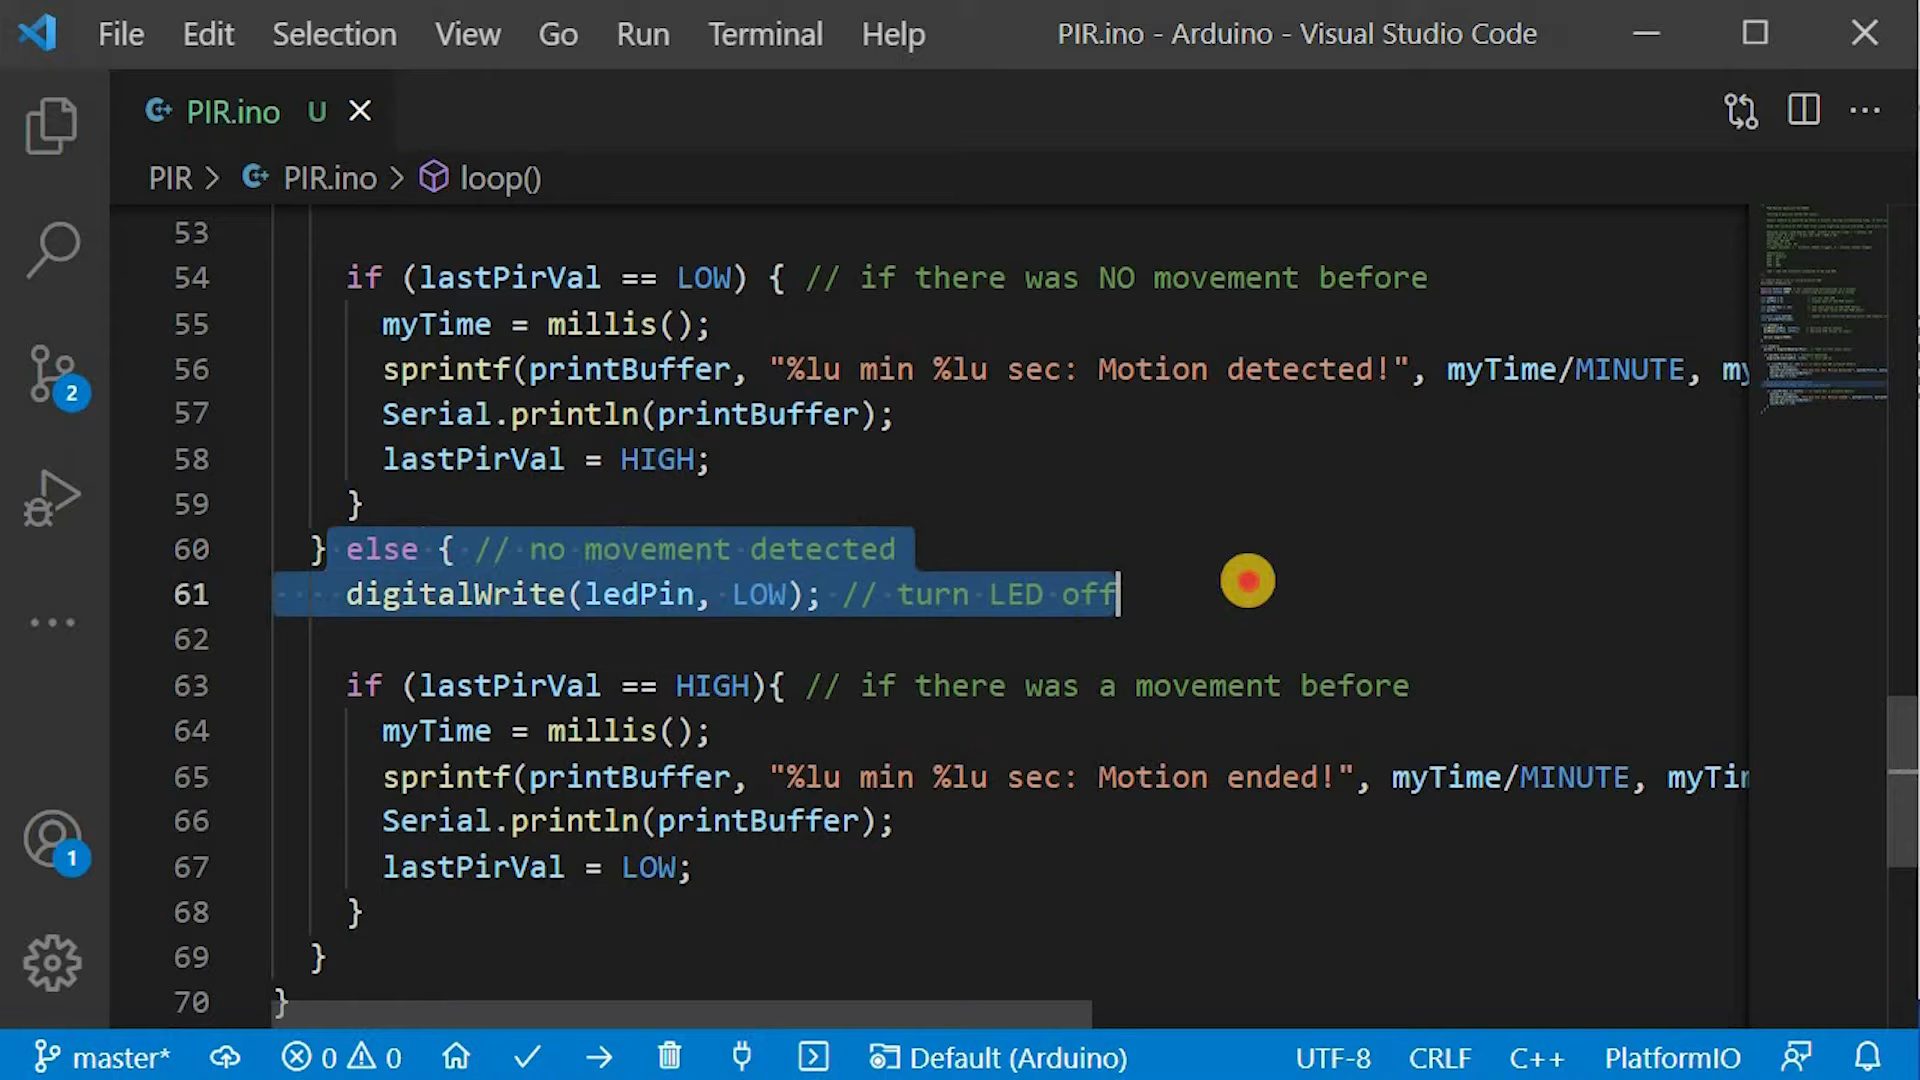 File Edit Selection View Go Run Terminal Help PIR.ino - Arduino - Visual Studio Code
PIR.ino U
PIR > PIR.ino > loop()
53
54 if (lastPirVal == LOW) { // if there was NO movement before
55 myTime = millis();
56 sprintf(printBuffer, "%lu min %lu sec: Motion detected!", myTime/MINUTE, my
57 Serial.println(printBuffer);
58 lastPirVal = HIGH;
59 }
60 } else { // no movement detected
61 digitalWrite(ledPin, LOW); // turn LED off
62
63 if (lastPirVal == HIGH){ // if there was a movement before
64 myTime = millis();
65 sprintf(printBuffer, "%lu min %lu sec: Motion ended!", myTime/MINUTE, myTim
66 Serial.println(printBuffer);
67 lastPirVal = LOW;
68 }
69 }
70 }
2
1
master* 0 0 Default (Arduino) UTF-8 CRLF C++ PlatformIO